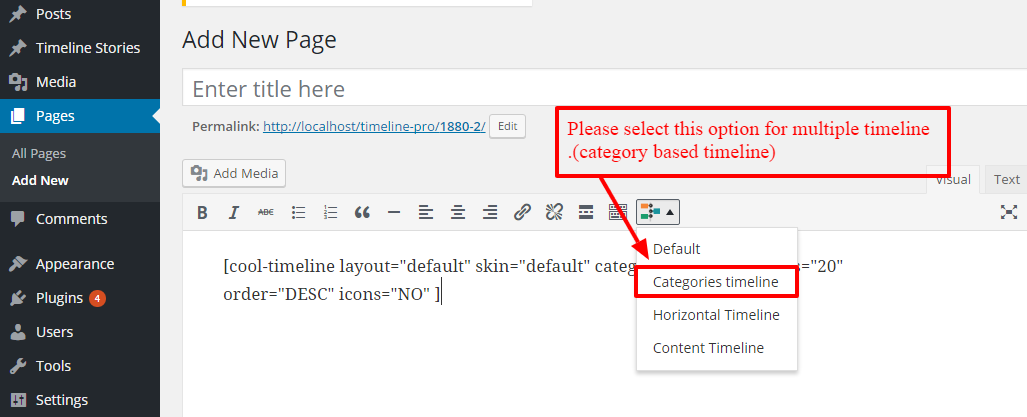 Posts
Timeline Stories
Media
Pages
All Pages
Add New
Comments
Appearance
Plugins 4
Users
Tools
Settings
Add New Page
Enter title here
Permalink: http://localhost/timeline-pro/1880-2/ Edit
Please select this option for multiple timeline
.(category based timeline)
Add Media
Visual Text
B I ABC
[cool-timeline layout="default" skin="default" categ ="20"
order="DESC" icons="NO" ]
Default
Categories timeline
Horizontal Timeline
Content Timeline